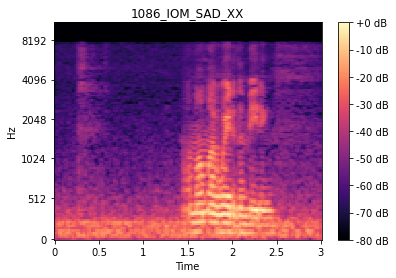 1086_IOM_SAD_XX
+0 dB
8192
-10 dB
4096
-20 dB
-30 dB
2048
Hz
-40 dB
1024
-50 dB
512
-60 dB
-70 dB
0
-80 dB
0 0.5 1 1.5 2 2.5 3
Time